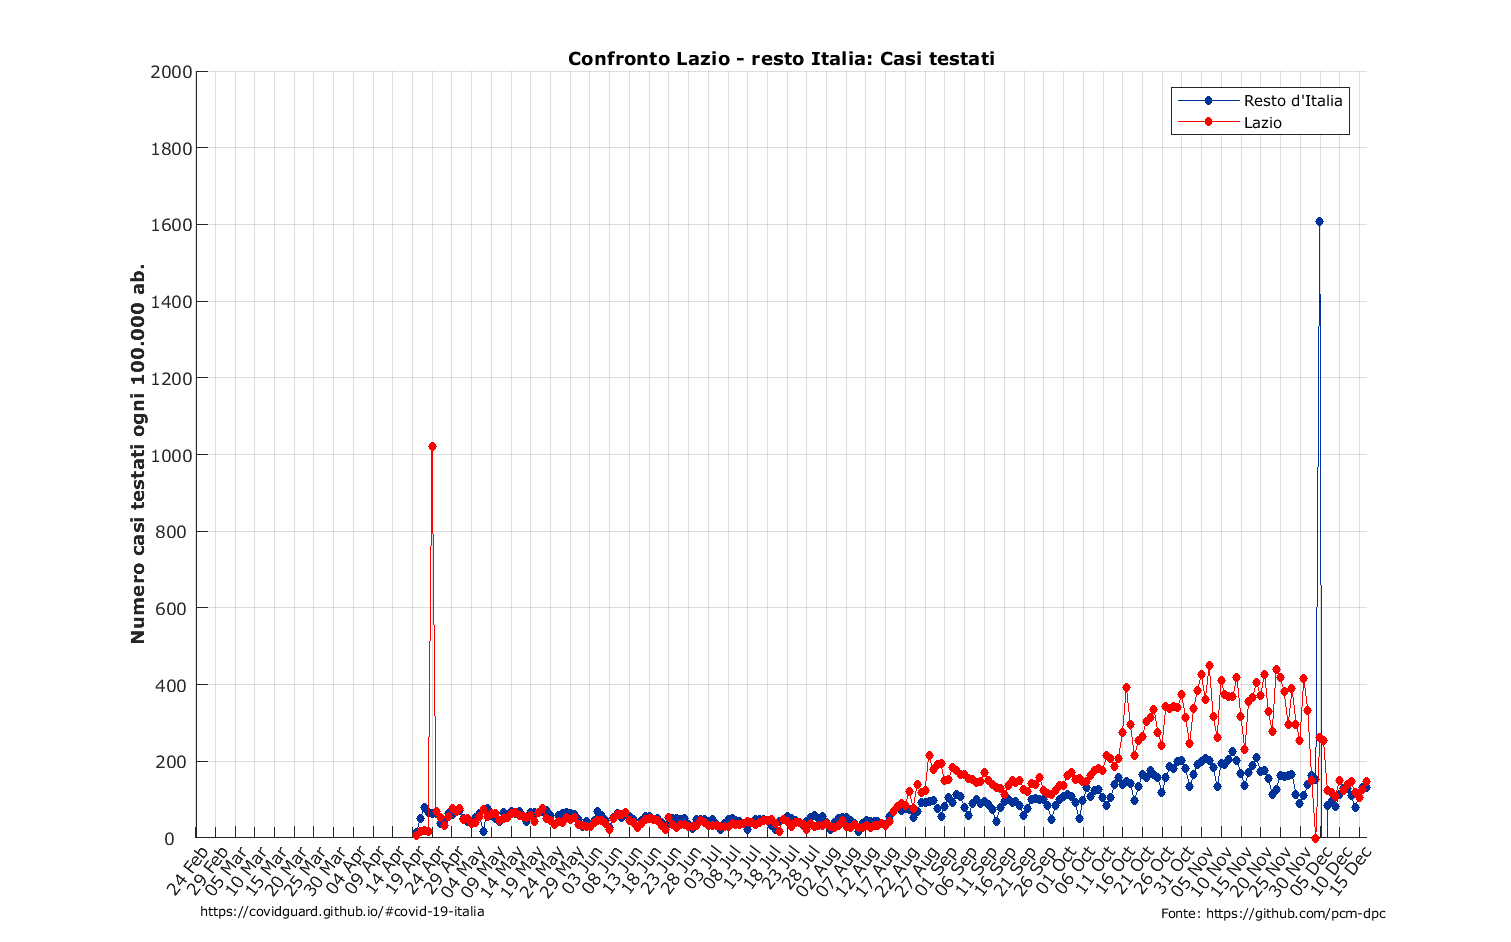 Confronto Lazio - resto Italia: Casi testati
Resto d'Italia
Lazio
Numero casi testati ogni 100.000 ab.
2000
1800
1600
1400
1200
1000
800
600
400
200
0
24 Feb
29 Feb
05 Mar
10 Mar
15 Mar
20 Mar
25 Mar
30 Mar
04 Apr
09 Apr
14 Apr
19 Apr
24 Apr
29 Apr
04 May
09 May
14 May
19 May
24 May
29 May
03 Jun
08 Jun
13 Jun
18 Jun
23 Jun
28 Jun
03 Jul
08 Jul
13 Jul
18 Jul
23 Jul
28 Jul
02 Aug
07 Aug
12 Aug
17 Aug
22 Aug
27 Aug
01 Sep
06 Sep
11 Sep
16 Sep
21 Sep
26 Sep
01 Oct
06 Oct
11 Oct
16 Oct
21 Oct
26 Oct
31 Oct
05 Nov
10 Nov
15 Nov
20 Nov
25 Nov
30 Nov
05 Dec
10 Dec
15 Dec
https://covidguard.github.io/#covid-19-italia
Fonte: https://github.com/pcm-dpc